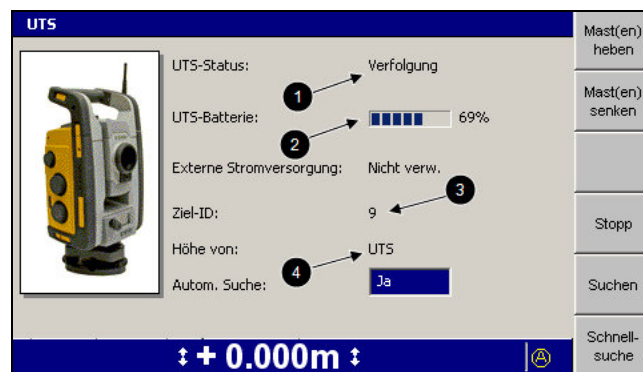 UTS
UTS-Status: Verfolgung
1
UTS-Batterie: 69%
2
Externe Stromversorgung: Nicht verw.
3
Ziel-ID: 9
Höhe von: UTS
4
Autom. Suche: Ja
+ 0.000m
A
Mast(en)
heben
Mast(en)
senken
Stopp
Suchen
Schnell-
suche